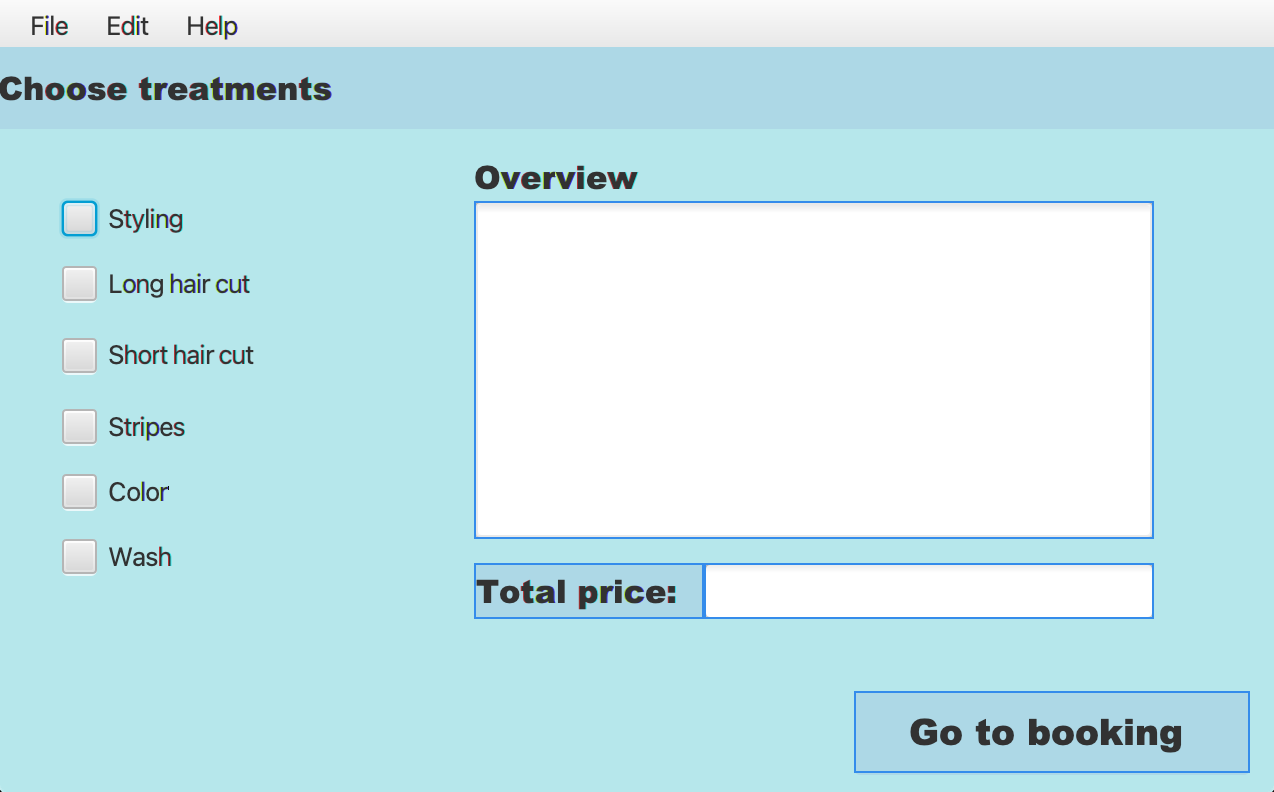 File Edit Help
Choose treatments
Styling
Long hair cut
Short hair cut
Stripes
Color
Wash
Overview
Total price:
Go to booking